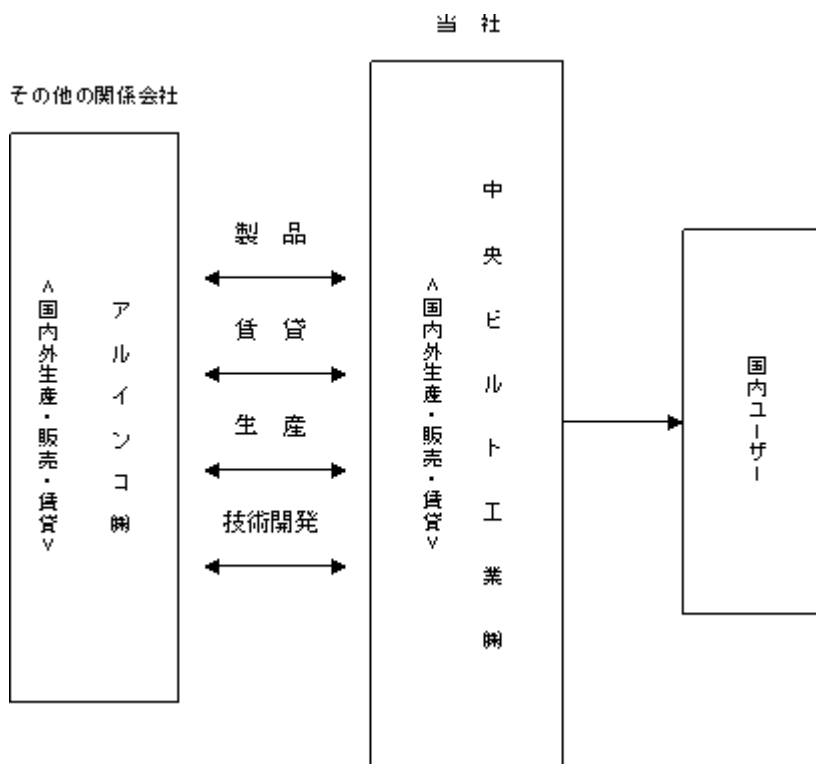 当 社
その他の関係会社
アルインコ㈱
<国内外生産・販売・賃貸>
製 品
賃 貸
生 産
技術開発
中央ビルト工業㈱
<国内外生産・販売・賃貸>
国内ユーザー